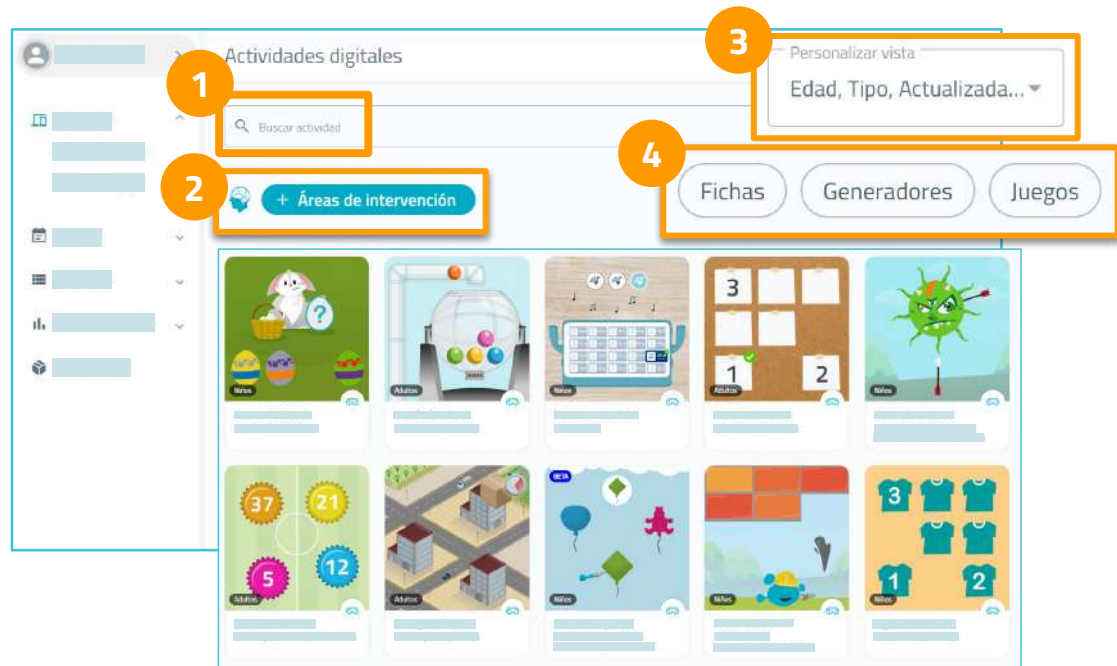 3
Actividades digitales
Personalizar vista
Edad, Tipo, Actualizada...
1
Buscar actividad
4
2
+ Áreas de intervención
Fichas
Generadores
Juegos
?
3
1
2
Niños
Adultos
Niños
Adultos
Niños
BETA
37
21
5
12
3
1
2
Adultos
Adultos
Niños
Niños
Niños